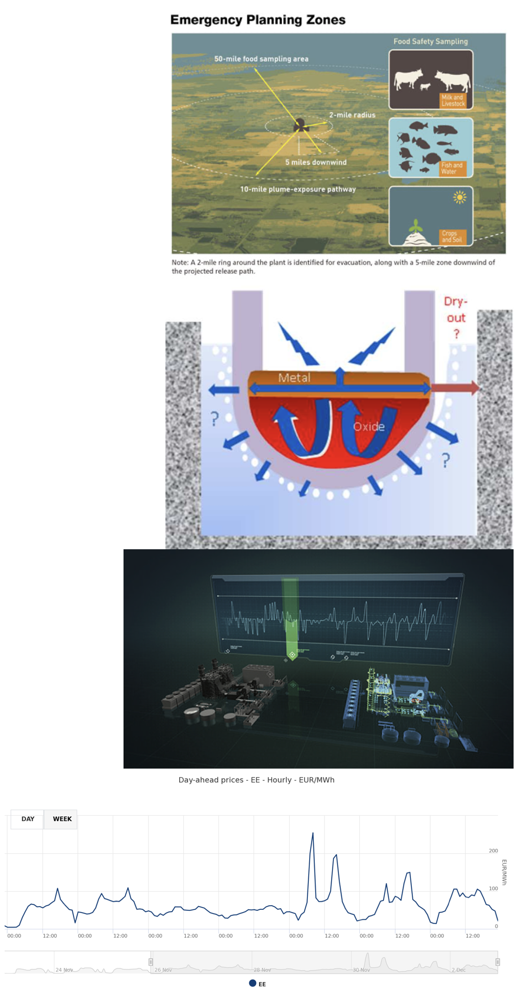 Emergency Planning Zones
Food Safety Sampling
50-mile food sampling area
Milk and
Livestock
2-mile radius
5 miles downwind
Fish and
Water
10-mile plume-exposure pathway
Crops
and Soil
Note: A 2-mile ring around the plant is identified for evacuation, along with a 5-mile zone downwind of
the projected release path.
Dry-
out
?
Metal
?
Oxide
?
Day-ahead prices - EE - Hourly - EUR/MWh
DAY WEEK
200
EUR/MWh
100
0
00:00 12:00 00:00 12:00 00:00 12:00 00:00 12:00 00:00 12:00 00:00 12:00 00:00 12:00
24 Nov 26 Nov 28 Nov 30 Nov 2 Dec
EE